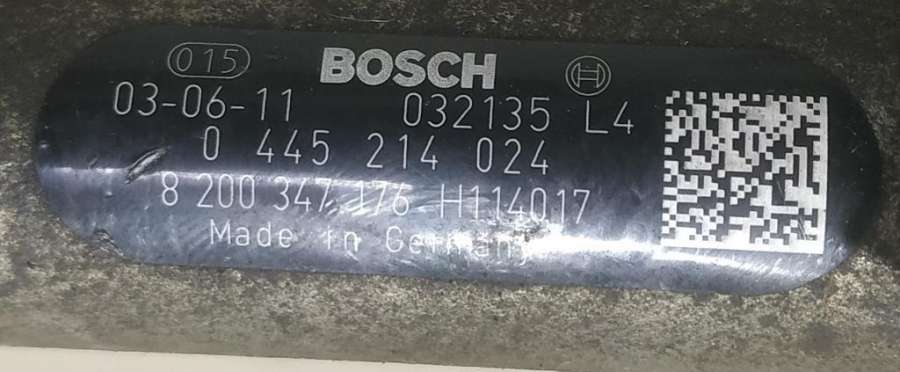 015 BOSCH
03-06-11 032135 L4
0 445 214 024
8 200 347 176 H114017
Made in Germany